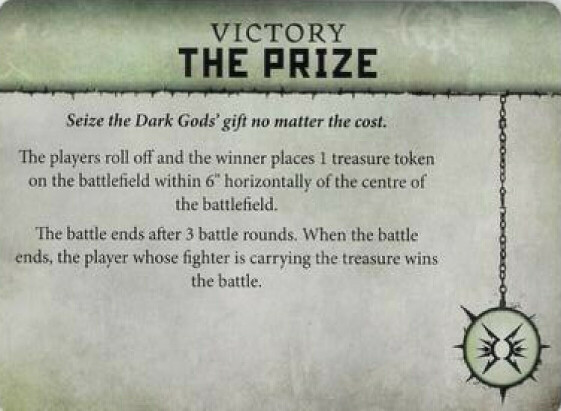 VICTORY
THE PRIZE
Seize the Dark Gods' gift no matter the cost.
The players roll off and the winner places 1 treasure token
on the battlefield within 6" horizontally of the centre of
the battlefield.
The battle ends after 3 battle rounds. When the battle
ends, the player whose fighter is carrying the treasure wins
the battle.